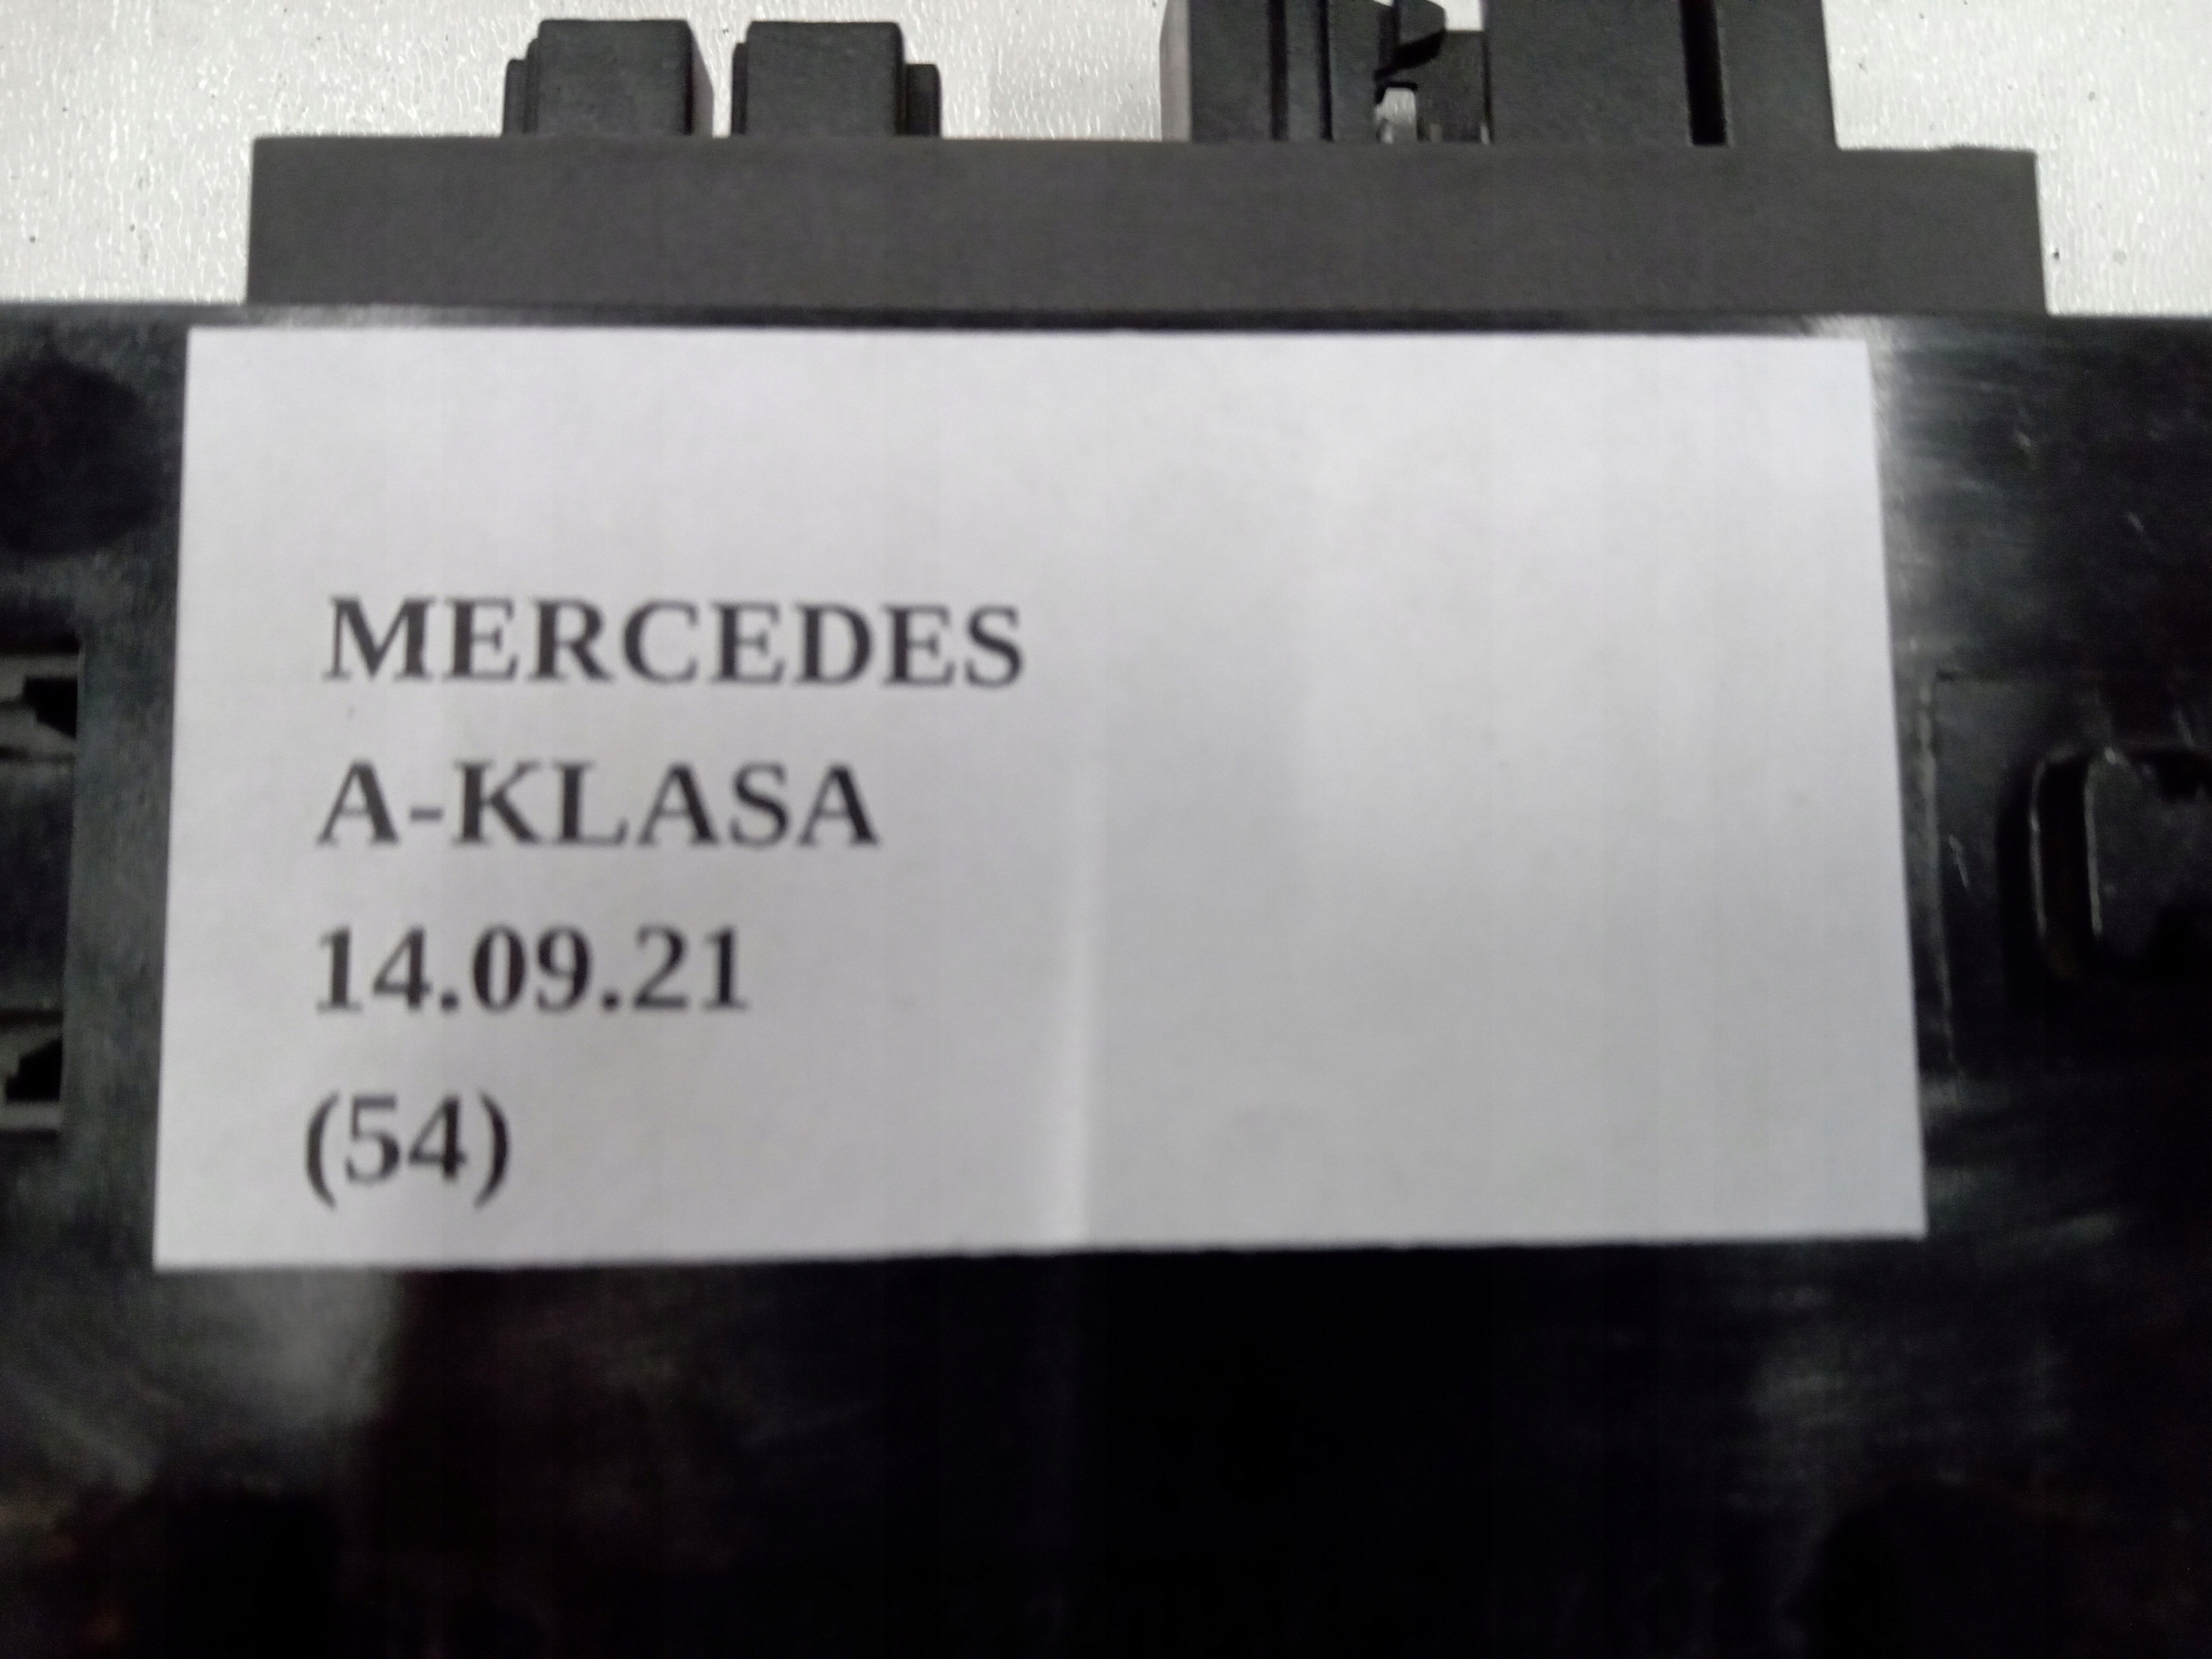 MERCEDES
A-KLASA
14.09.21
(54)